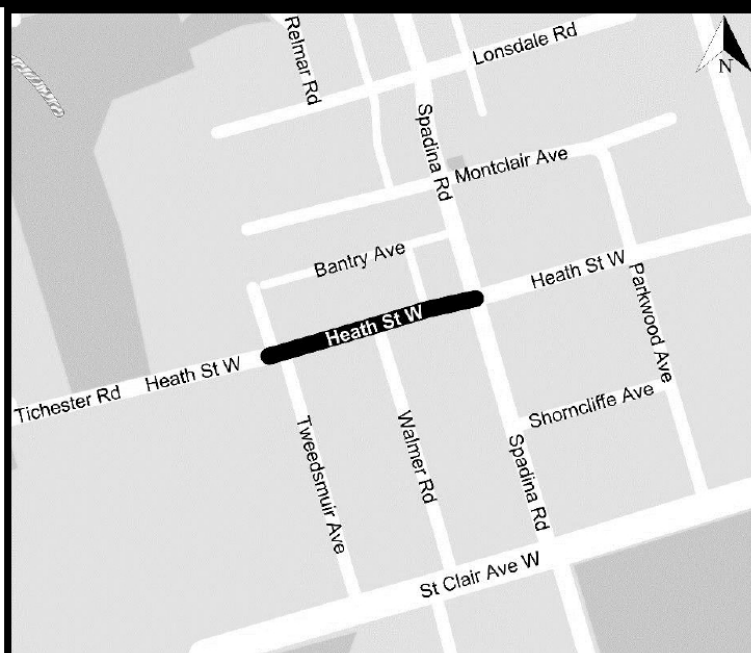 Relmar Rd
Lonsdale Rd
N
Spadina Rd
Montclair Ave
Bantry Ave
Heath St W
Parkwood Ave
Heath St W
Heath St W
Tichester Rd
Shorncliffe Ave
Tweedsmuir Ave
Walmer Rd
Spadina Rd
St Clair Ave W